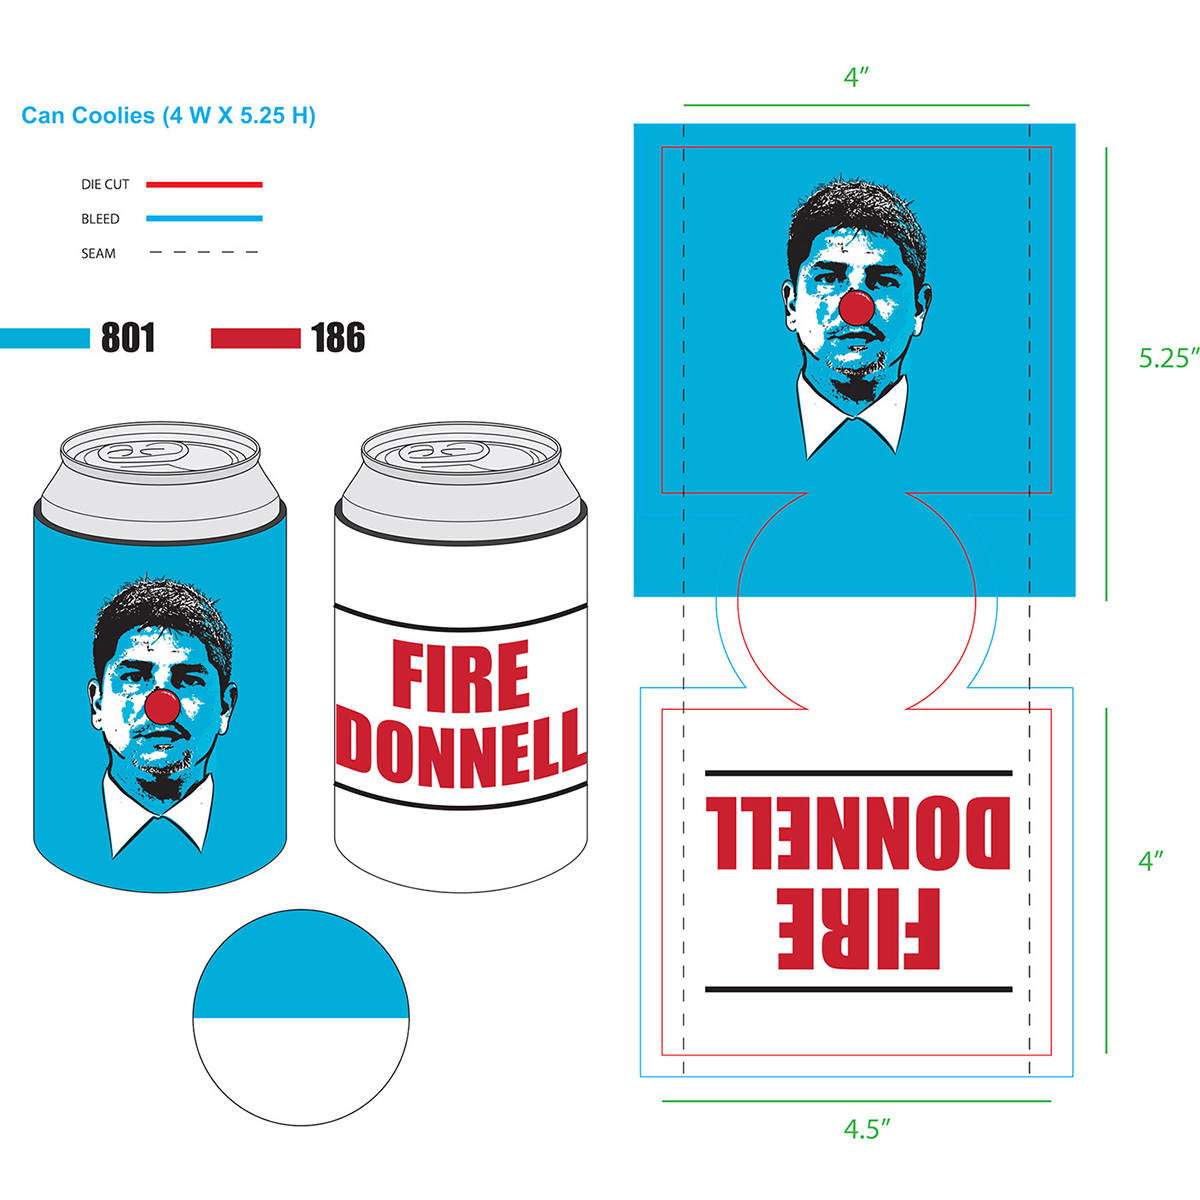 Can Coolies (4 W X 5.25 H)
DIE CUT
BLEED
SEAM
801
186
FIRE
DONNELL
4”
5.25”
FIRE
DONNELL
4”
4.5”